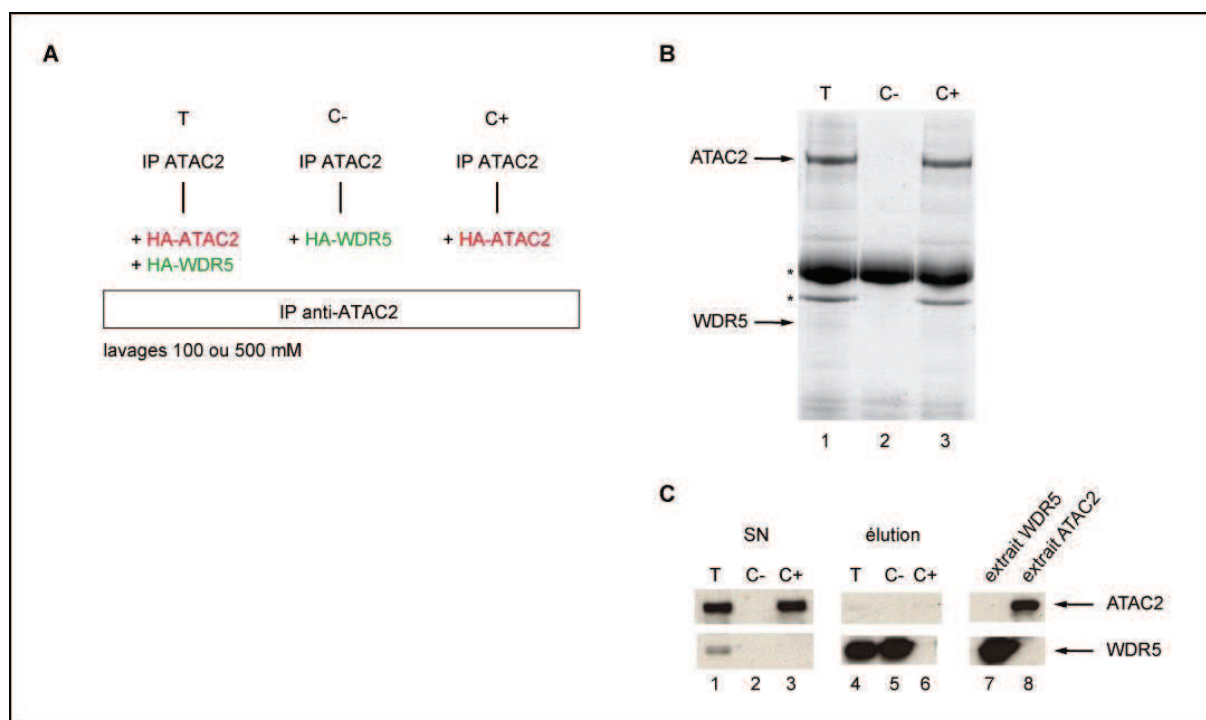 A
T C- C+
IP ATAC2 IP ATAC2 IP ATAC2
+ HA-ATAC2 + HA-WDR5 + HA-ATAC2
+ HA-WDR5
IP anti-ATAC2
lavages 100 ou 500 mM
B
T C- C+
ATAC2
*
*
WDR5
1 2 3
C
SN élution extrait WDR5 extrait ATAC2
T C- C+ T C- C+
ATAC2
WDR5
1 2 3 4 5 6 7 8